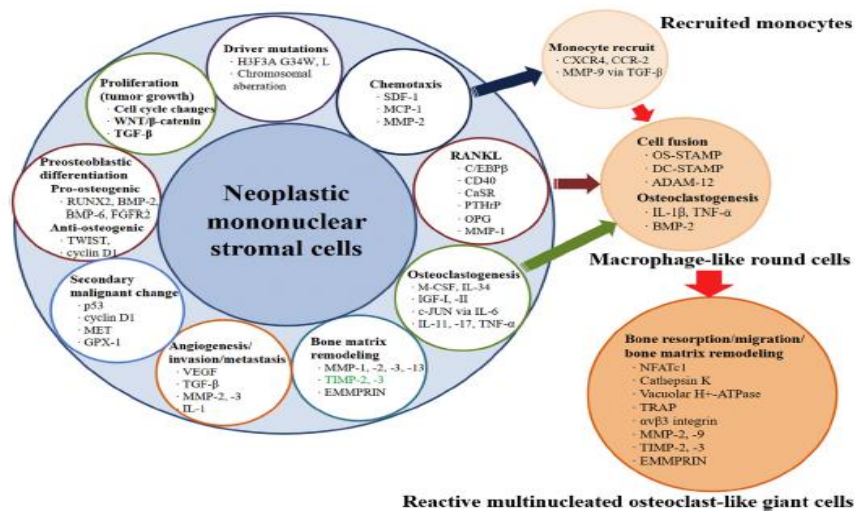 Recruited monocytes
Driver mutations
· H3F3A G34W, L
· Chromosomal
aberration
Monocyte recruit
· CXCR4, CCR-2
· MMP-9 via TGF-β
Proliferation
(tumor growth)
· Cell cycle changes
· WNT/β-catenin
· TGF-β
Chemotaxis
· SDF-1
· MCP-1
· MMP-2
Preosteoblastic
differentiation
Pro-osteogenic
· RUNX2, BMP-2,
BMP-6, FGFR2
Anti-osteogenic
· TWIST,
· cyclin D1
Neoplastic
mononuclear
stromal cells
RANKL
· C/EBPβ
· CD40
· CaSR
· PTHrP
· OPG
· MMP-1
Cell fusion
· OS-STAMP
· DC-STAMP
· ADAM-12
Osteoclastogenesis
· IL-1β, TNF-α
· BMP-2
Macrophage-like round cells
Secondary
malignant change
· p53
· cyclin D1
· MET
· GPX-1
Osteoclastogenesis
· M-CSF, IL-34
· IGF-I, -II
· c-JUN via IL-6
· IL-11, -17, TNF-α
Angiogenesis/
invasion/metastasis
· VEGF
· TGF-β
· MMP-2, -3
· IL-1
Bone matrix
remodeling
· MMP-1, -2, -3, -13
· TIMP-2, -3
· EMMPRIN
Bone resorption/migration/
bone matrix remodeling
· NFATc1
· Cathepsin K
· Vacuolar H+-ATPase
· TRAP
· αvβ3 integrin
· MMP-2, -9
· TIMP-2, -3
· EMMPRIN
Reactive multinucleated osteoclast-like giant cells